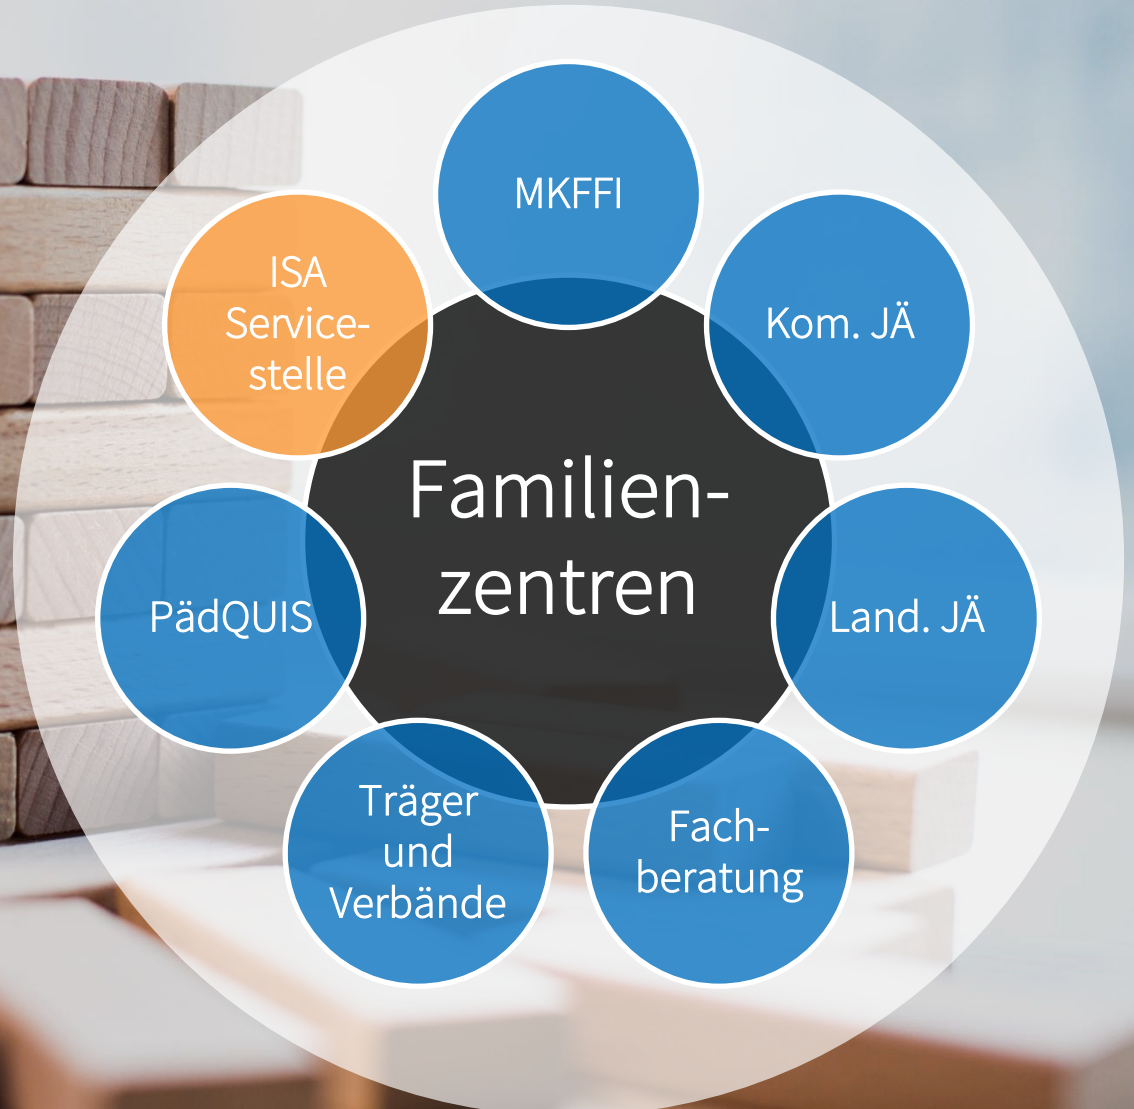 MKFFI
ISA
Service-
stelle
Kom. JÄ
Familien-
zentren
PädQUIS
Land. JÄ
Träger
und
Verbände
Fach-
beratung